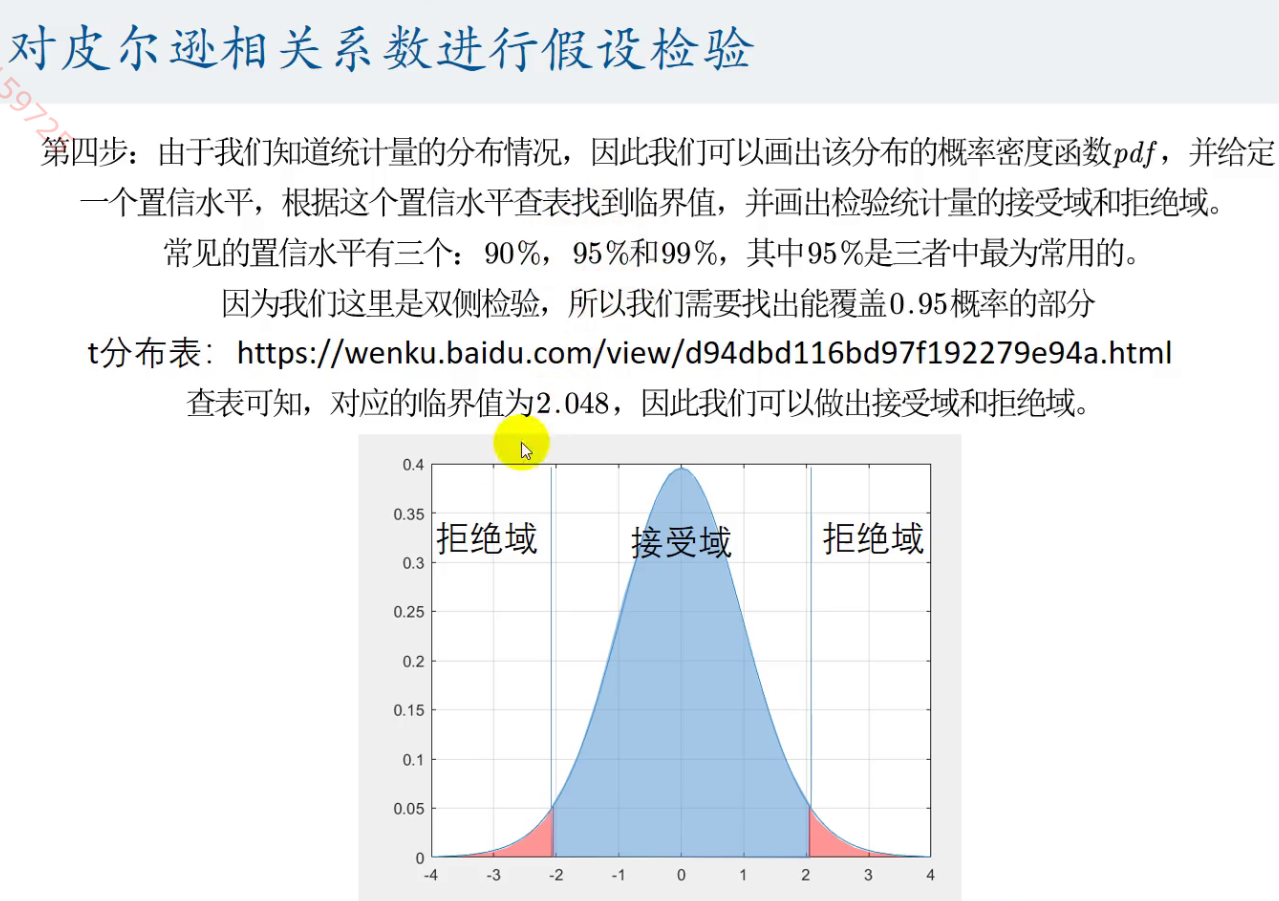 对皮尔逊相关系数进行假设检验
59725
第四步：由于我们知道统计量的分布情况，因此我们可以画出该分布的概率密度函数pdf，并给定
一个置信水平，根据这个置信水平查表找到临界值，并画出检验统计量的接受域和拒绝域。
常见的置信水平有三个：90%，95%和99%，其中95%是三者中最为常用的。
因为我们这里是双侧检验，所以我们需要找出能覆盖0.95概率的部分
t分布表：https://wenku.baidu.com/view/d94dbd116bd97f192279e94a.html
查表可知，对应的临界值为2.048，因此我们可以做出接受域和拒绝域。
0.4
0.35
拒绝域 接受域 拒绝域
0.3
0.25
0.2
0.15
0.1
0.05
0
-4 -3 -2 -1 0 1 2 3 4